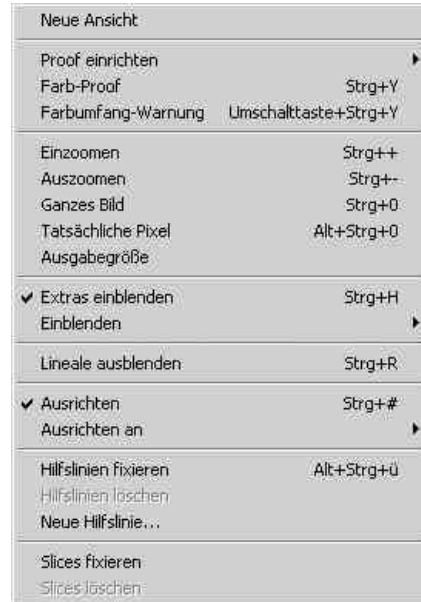 Neue Ansicht
Proof einrichten
Farb-Proof Strg+Y
Farbumfang-Warnung Umschalttaste+Strg+Y
Einzoomen Strg++
Auszoomen Strg+-
Ganzes Bild Strg+0
Tatsächliche Pixel Alt+Strg+0
Ausgabegröße
Extras einblenden Strg+H
Einblenden
Lineale ausblenden Strg+R
Ausrichten Strg+#
Ausrichten an
Hilfslinien fixieren Alt+Strg+ü
Hilfslinien löschen
Neue Hilfslinie...
Slices fixieren
Slices löschen